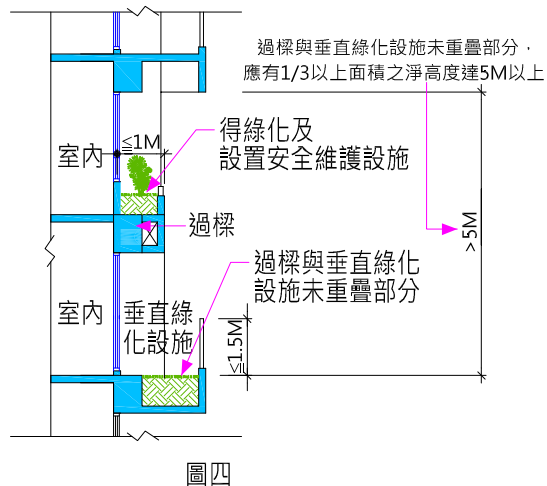 過樑與垂直綠化設施未重疊部分，
應有1/3以上面積之淨高度達5M以上
≦1M
得綠化及
設置安全維護設施
室內
過樑
>5M
過樑與垂直綠化
設施未重疊部分
室內
垂直綠
化設施
≦1.5M
圖四